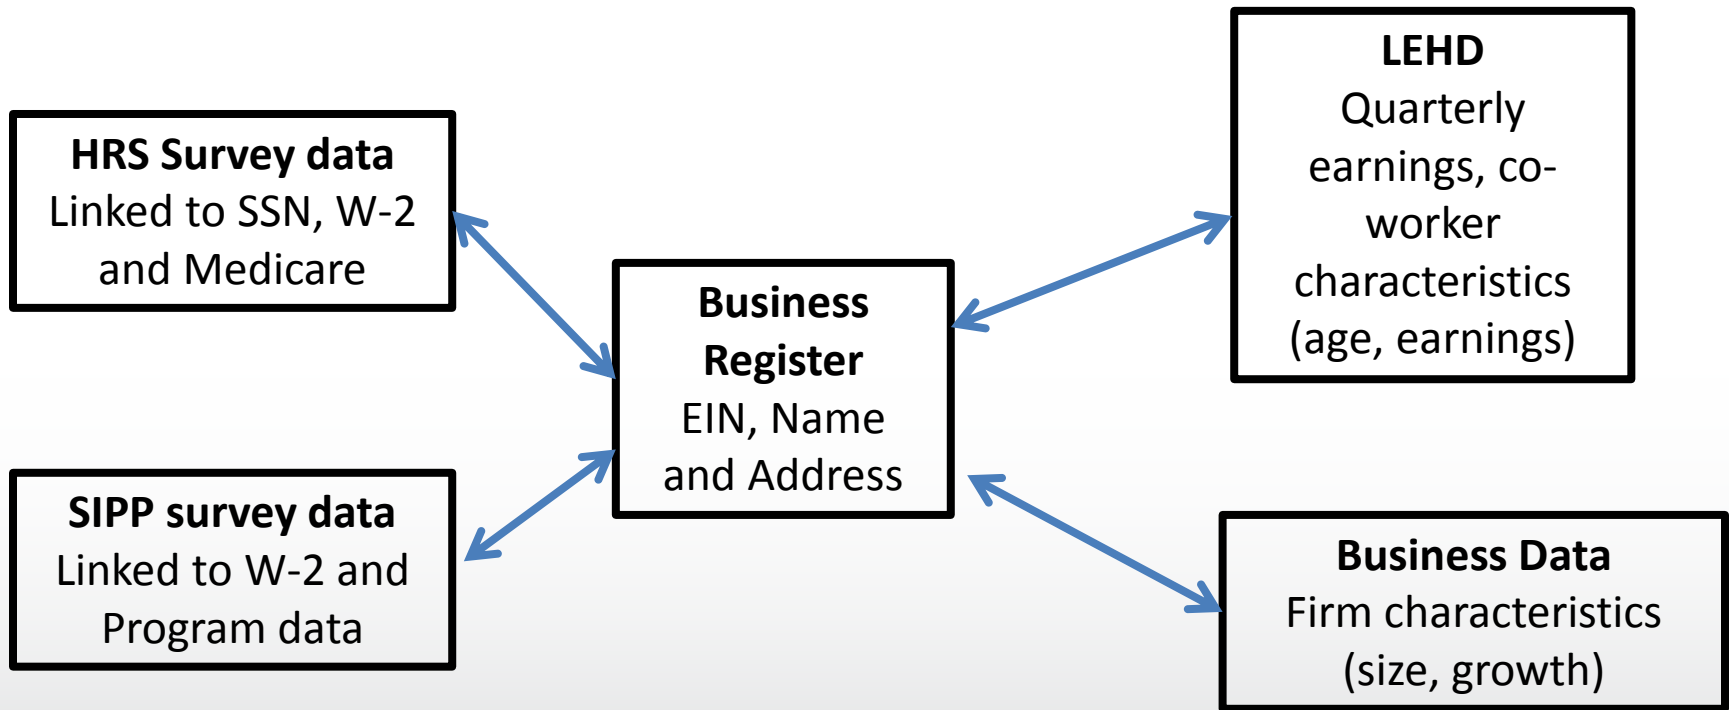 HRS Survey data
Linked to SSN, W-2
and Medicare
SIPP survey data
Linked to W-2 and
Program data
Business
Register
EIN, Name
and Address
LEHD
Quarterly
earnings, co-
worker
characteristics
(age, earnings)
Business Data
Firm characteristics
(size, growth)